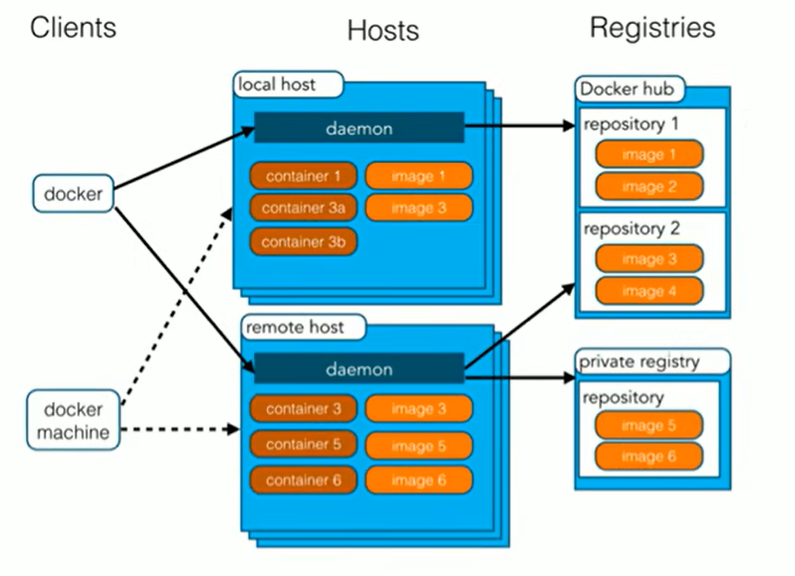 Clients
Hosts
Registries
local host
daemon
container 1
image 1
container 3a
image 3
container 3b
docker
docker
machine
remote host
daemon
container 3
image 3
container 5
image 5
container 6
image 6
Docker hub
repository 1
image 1
image 2
repository 2
image 3
image 4
private registry
repository
image 5
image 6